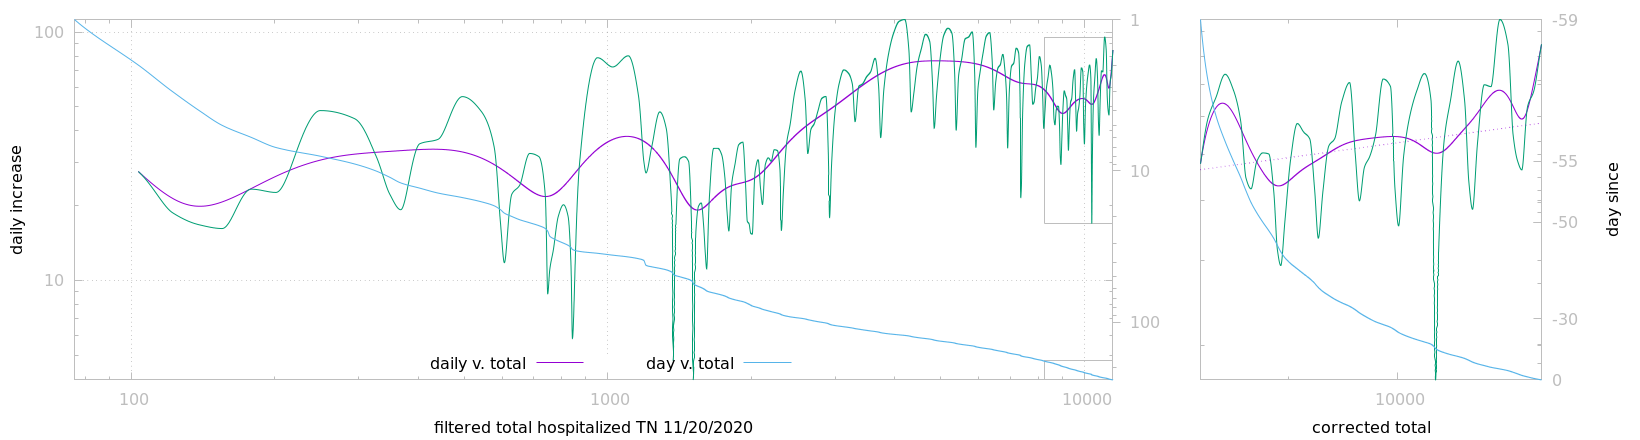 100
10
daily increase
1
10
100
daily v. total
day v. total
100
1000
10000
filtered total hospitalized TN 11/20/2020
-59
-55
-50
-30
0
day since
10000
corrected total